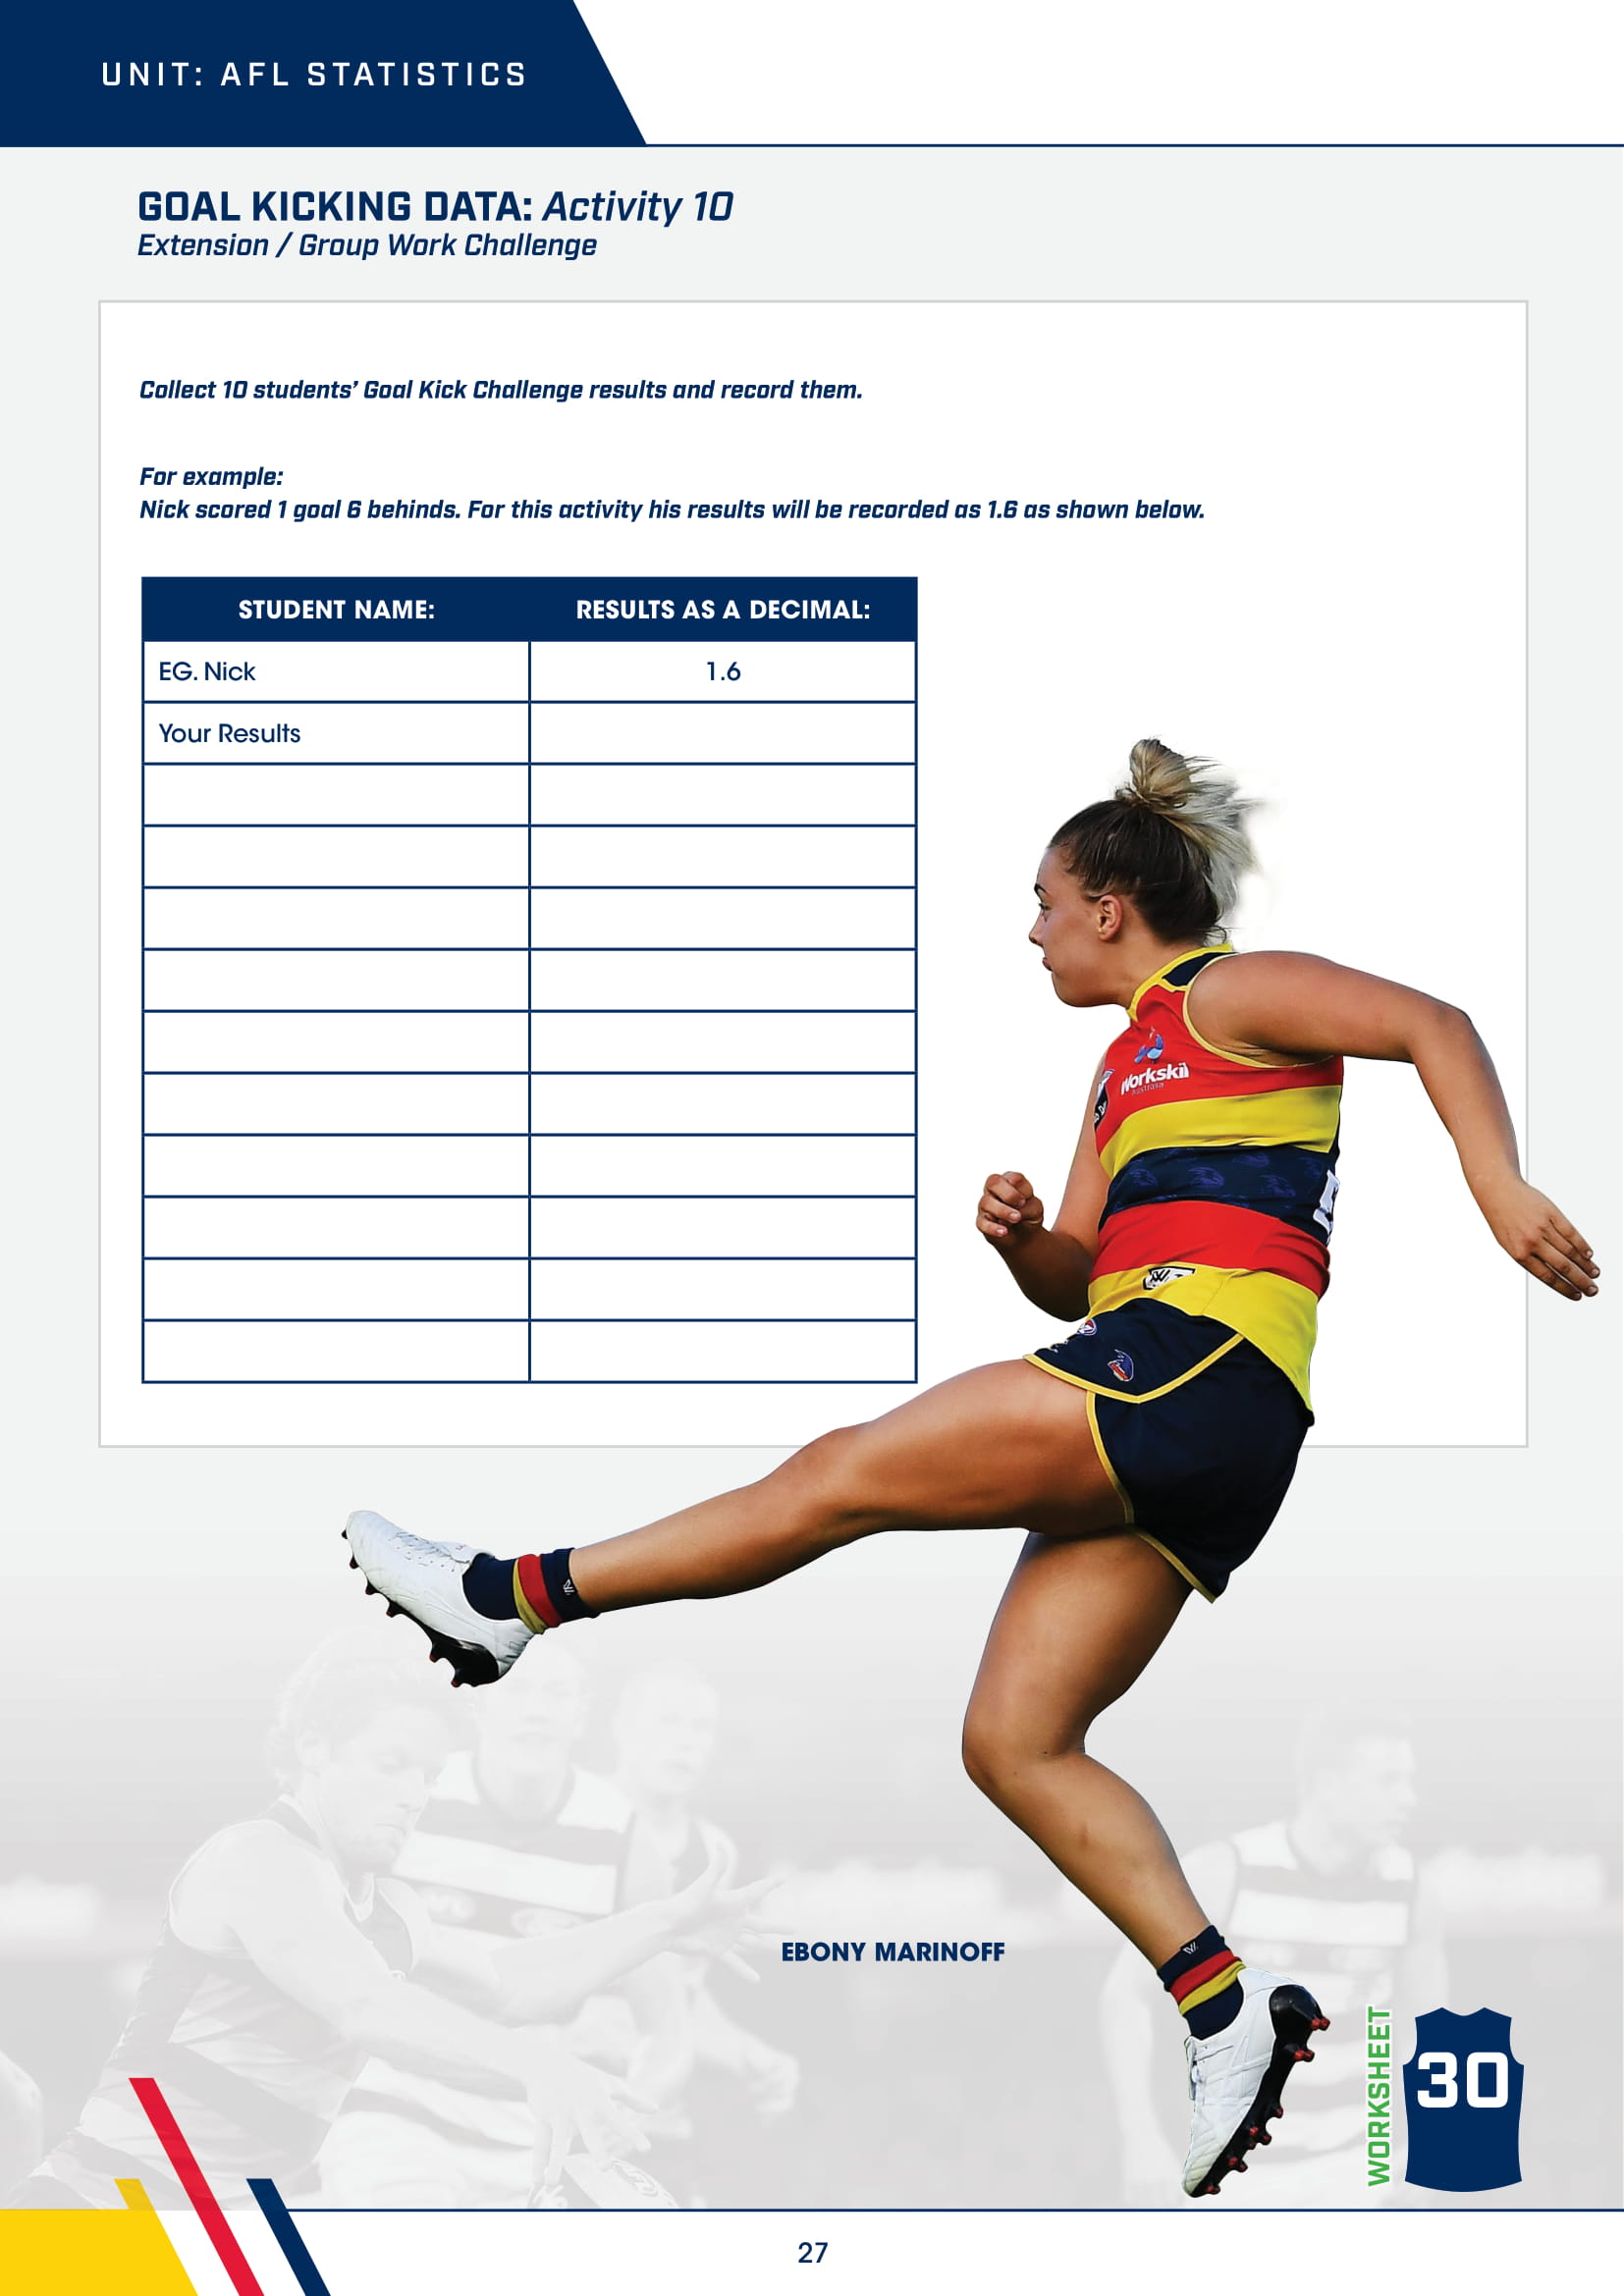 UNIT: AFL STATISTICS
GOAL KICKING DATA: Activity 10
Extension / Group Work Challenge
Collect 10 students’ Goal Kick Challenge results and record them.
For example:
Nick scored 1 goal 6 behinds. For this activity his results will be recorded as 1.6 as shown below.
STUDENT NAME: RESULTS AS A DECIMAL:
EG. Nick 1.6
Your Results
Workskil
Australia
EBONY MARINOFF
WORKSHEET
30
27